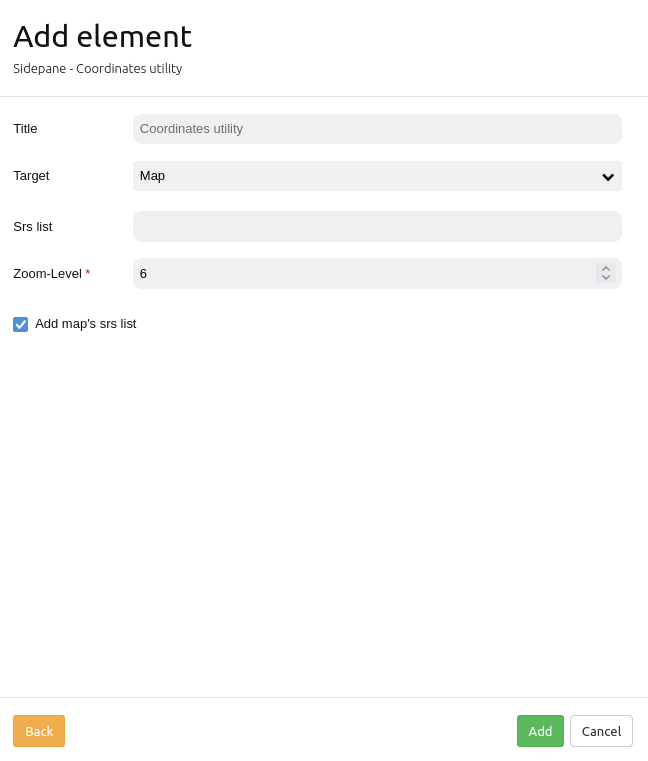 Add element
Sidepane - Coordinates utility
Title
Coordinates utility
Target
Map
Srs list
Zoom-Level *
6
Add map's srs list
Back
Add
Cancel